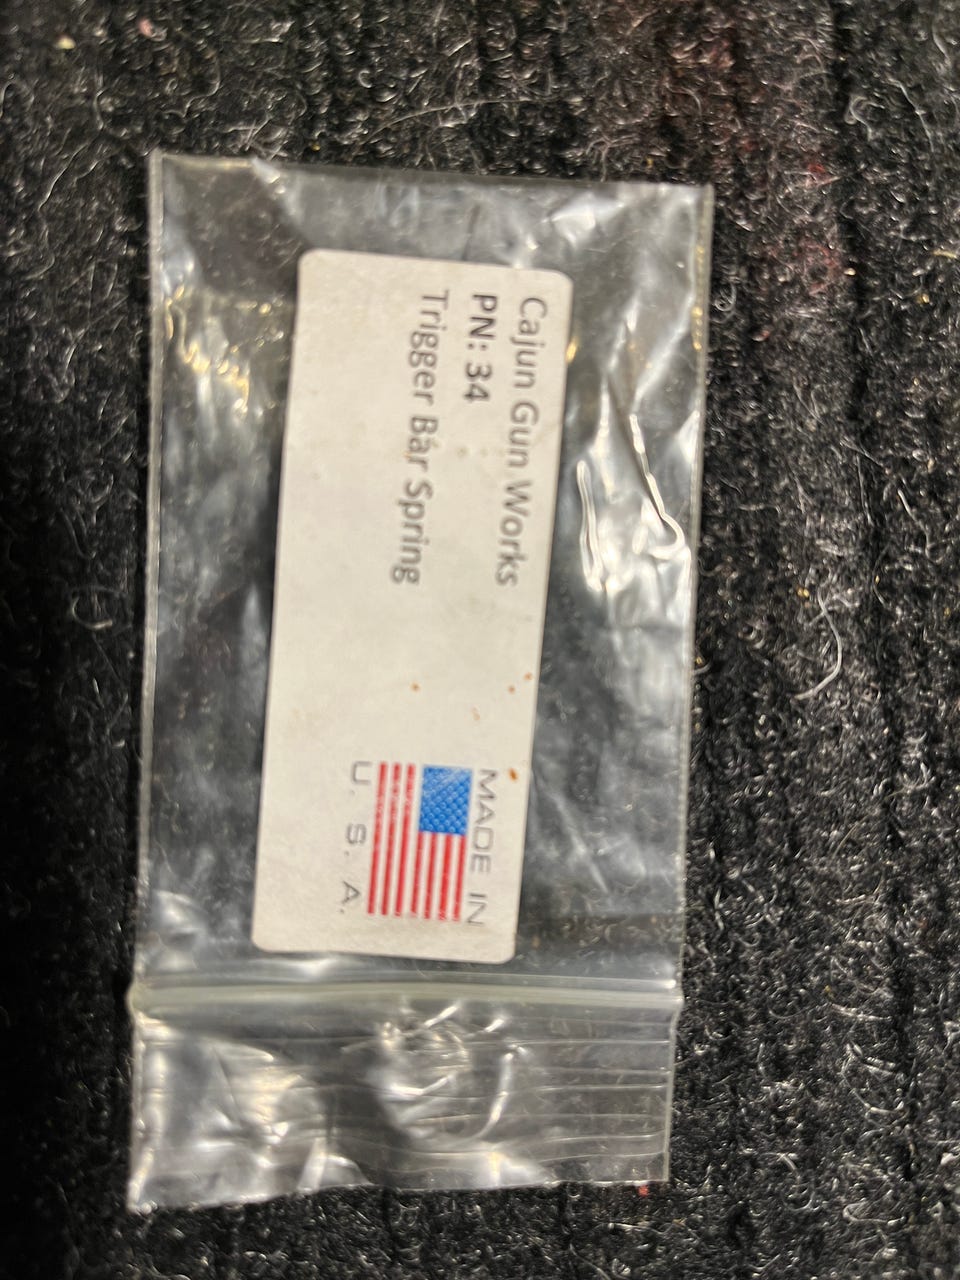 Cajun Gun Works
PN: 34
Trigger Bar Spring
MADE IN
U. S. A.